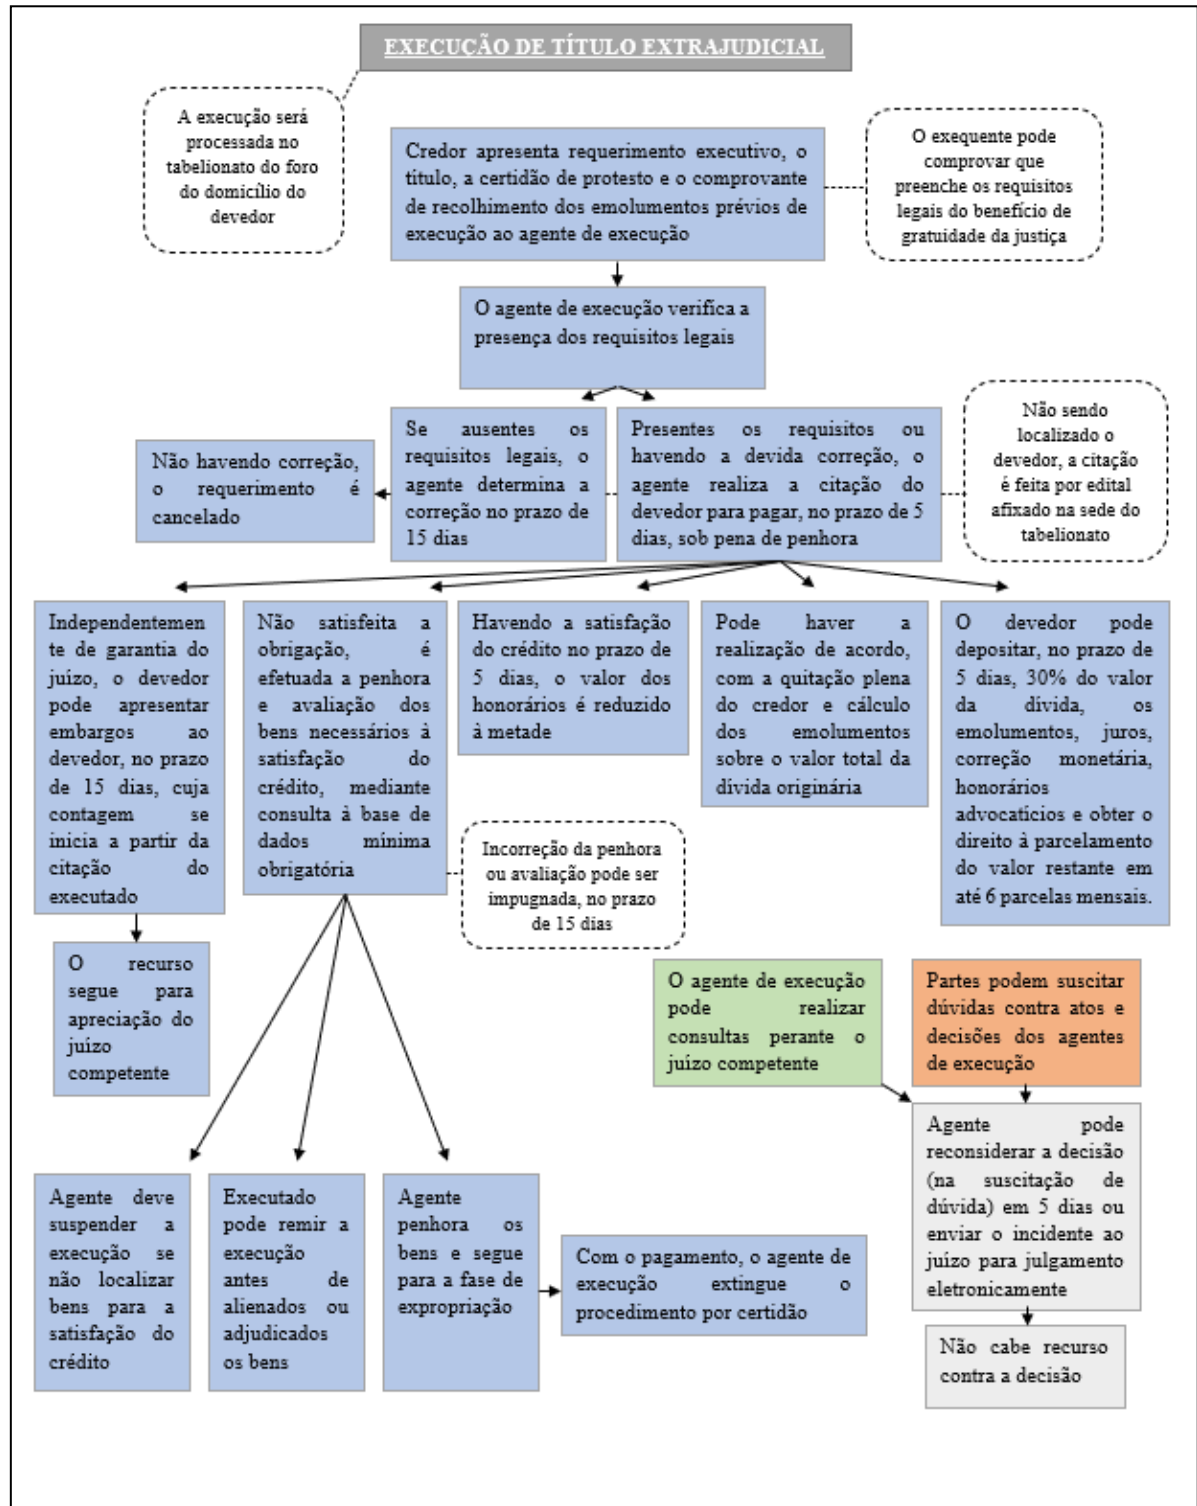 EXECUÇÃO DE TÍTULO EXTRAJUDICIAL
A execução será
processada no
tabelionato do foro
do domicílio do
devedor
Credor apresenta requerimento executivo, o
título, a certidão de protesto e o comprovante
de recolhimento dos emolumentos prévios de
execução ao agente de execução
O exequente pode
comprovar que
preenche os requisitos
legais do benefício de
gratuidade da justiça
O agente de execução verifica a
presença dos requisitos legais
Não havendo correção,
o requerimento é
cancelado
Se ausentes os
requisitos legais, o
agente determina a
correção no prazo de
15 dias
Presentes os requisitos ou
havendo a devida correção, o
agente realiza a citação do
devedor para pagar, no prazo de 5
dias, sob pena de penhora
Não sendo
localizado o
devedor, a citação
é feita por edital
afixado na sede do
tabelionato
Independentemen
te de garantia do
juízo, o devedor
pode apresentar
embargos ao
devedor, no prazo
de 15 dias, cuja
contagem se
inicia a partir da
citação do
executado
Não satisfeita a
obrigação, é
efetuada a penhora
e avaliação dos
bens necessários à
satisfação do
crédito, mediante
consulta à base de
dados mínima
obrigatória
Havendo a satisfação
do crédito no prazo de
5 dias, o valor dos
honorários é reduzido
à metade
Pode haver a
realização de acordo,
com a quitação plena
do credor e cálculo
dos emolumentos
sobre o valor total da
dívida originária
O devedor pode
depositar, no prazo de
5 dias, 30% do valor
da dívida, os
emolumentos, juros,
correção monetária,
honorários
advocatícios e obter o
direito à parcelamento
do valor restante em
até 6 parcelas mensais.
Incorreção da penhora
ou avaliação pode ser
impugnada, no prazo
de 15 dias
O recurso
segue para
apreciação do
juízo
competente
O agente de execução
pode realizar
consultas perante o
juízo competente
Partes podem suscitar
dúvidas contra atos e
decisões dos agentes
de execução
Agente pode
reconsiderar a decisão
(na suscitação de
dúvida) em 5 dias ou
enviar o incidente ao
juízo para julgamento
eletronicamente
Agente deve
suspender a
execução se
não localizar
bens para a
satisfação do
crédito
Executado
pode remir a
execução
antes de
alienados ou
adjudicados
os bens
Agente
penhora os
bens e segue
para a fase de
expropriação
Com o pagamento, o agente de
execução extingue o
procedimento por certidão
Não cabe recurso
contra a decisão